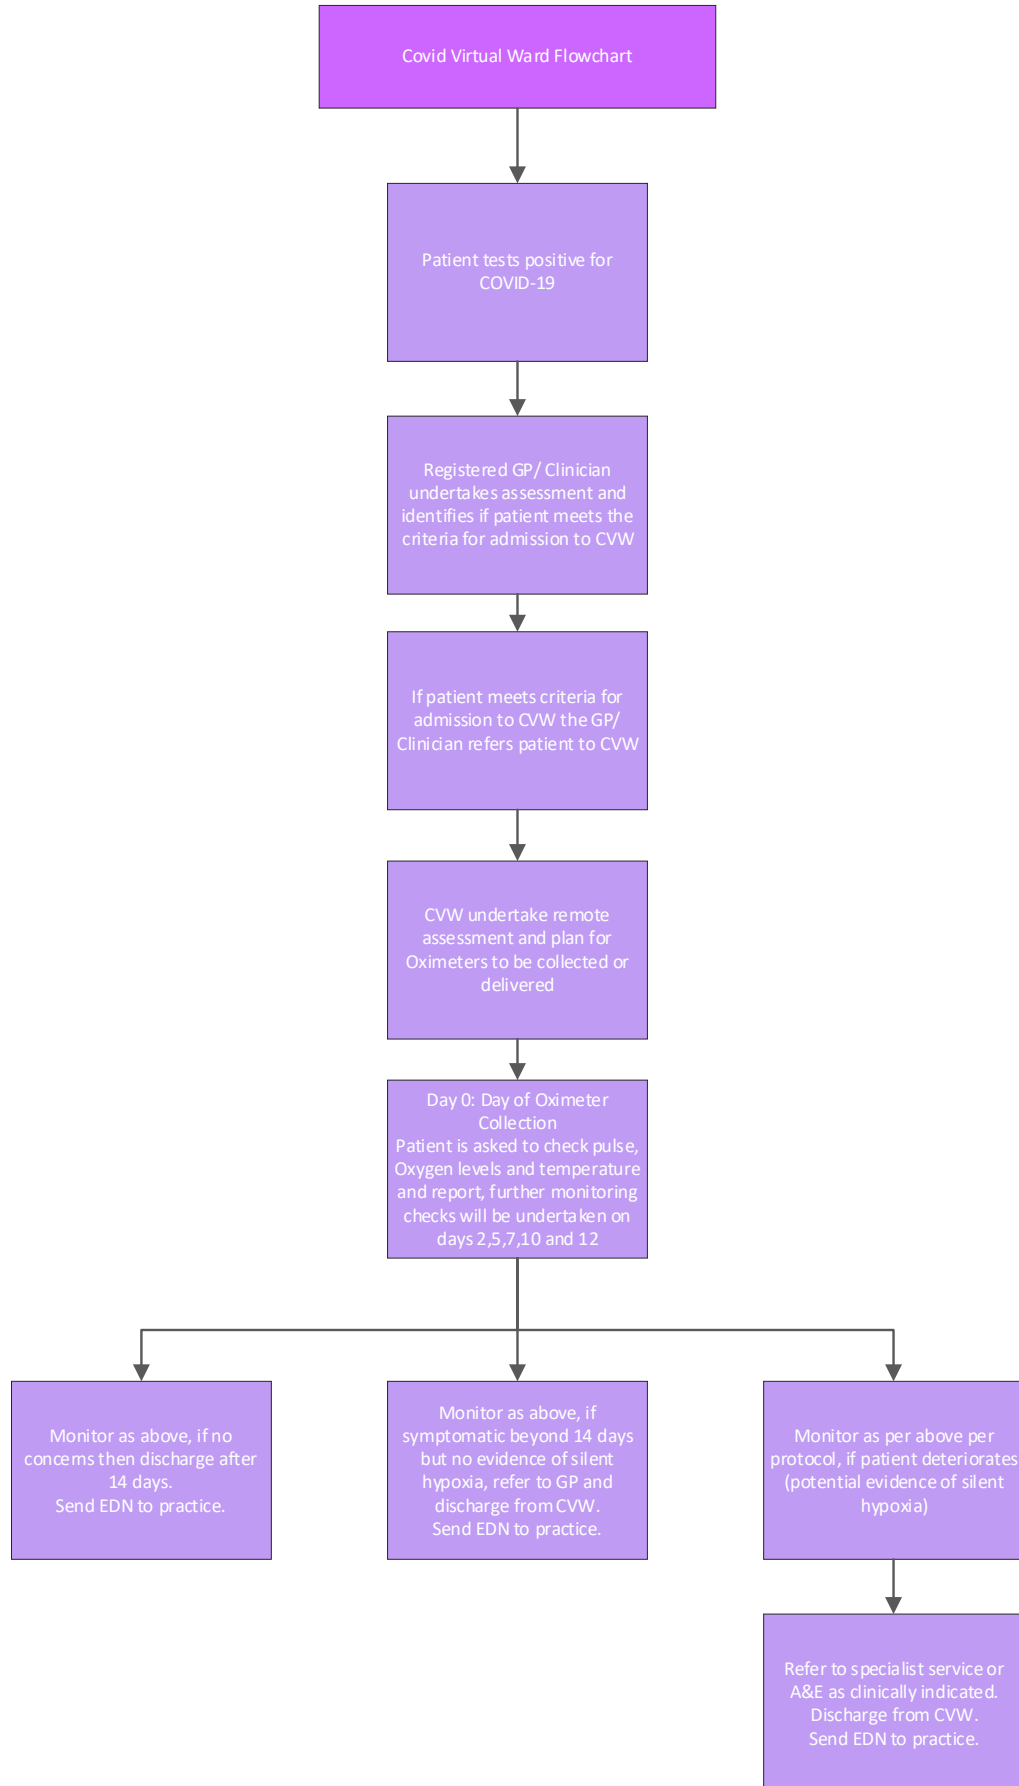 Covid Virtual Ward Flowchart
Patient tests positive for
COVID-19
Registered GP/ Clinician
undertakes assessment and
identifies if patient meets the
criteria for admission to CVW
If patient meets criteria for
admission to CVW the GP/
Clinician refers patient to CVW
CVW undertake remote
assessment and plan for
Oximeters to be collected or
delivered
Day 0: Day of Oximeter
Collection
Patient is asked to check pulse,
Oxygen levels and temperature
and report, further monitoring
checks will be undertaken on
days 2,5,7,10 and 12
Monitor as above, if no
concerns then discharge after
14 days.
Send EDN to practice.
Monitor as above, if
symptomatic beyond 14 days
but no evidence of silent
hypoxia, refer to GP and
discharge from CVW.
Send EDN to practice.
Monitor as per above per
protocol, if patient deteriorates
(potential evidence of silent
hypoxia)
Refer to specialist service or
A&E as clinically indicated.
Discharge from CVW.
Send EDN to practice.